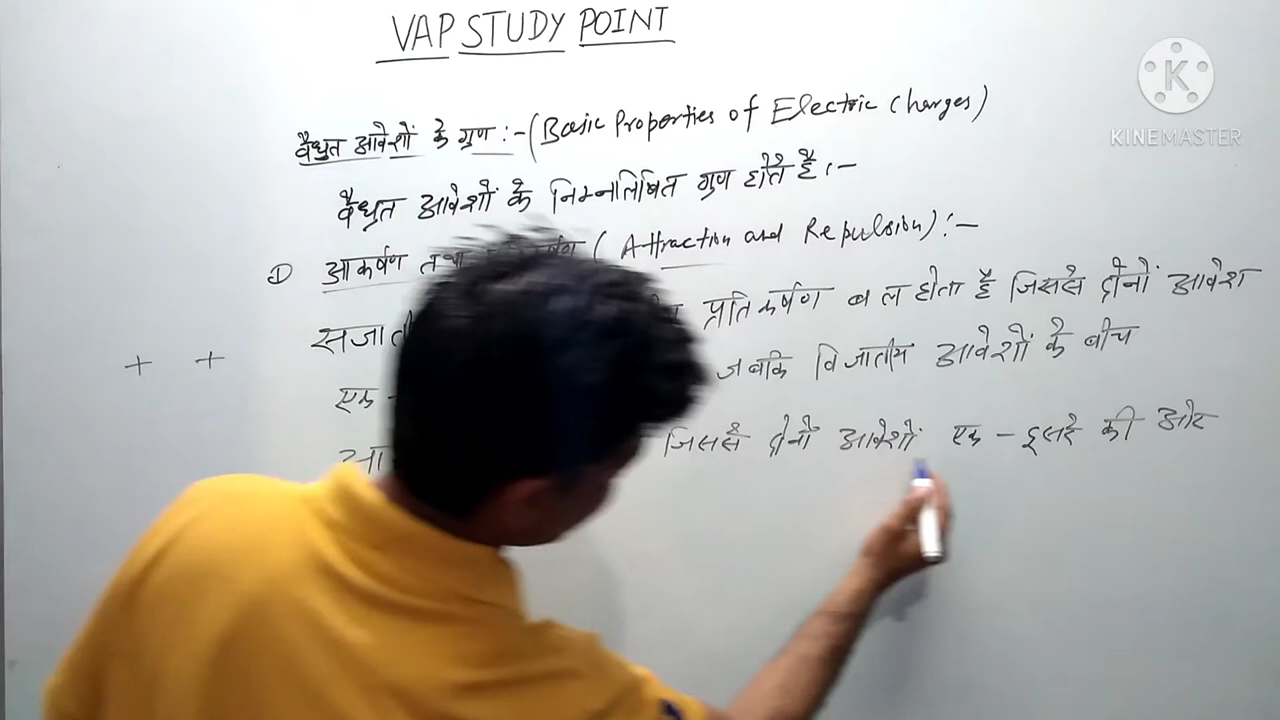 VAP STUDY POINT
KINEMASTER
वैधुत आवेशों के गुण :- (Basic Properties of Electric Charges)
वैधुत आवेशों के निम्नलिखित गुण होते है :-
① आकर्षण तथा ( Attraction and Repulsion) :-
प्रतिकर्षण बल होता है जिससे दोनों आवेश
+ +
एक - जबकि विजातीय आवेशों के बीच
जिससे दोनों आवेशों एक - दूसरे की ओर